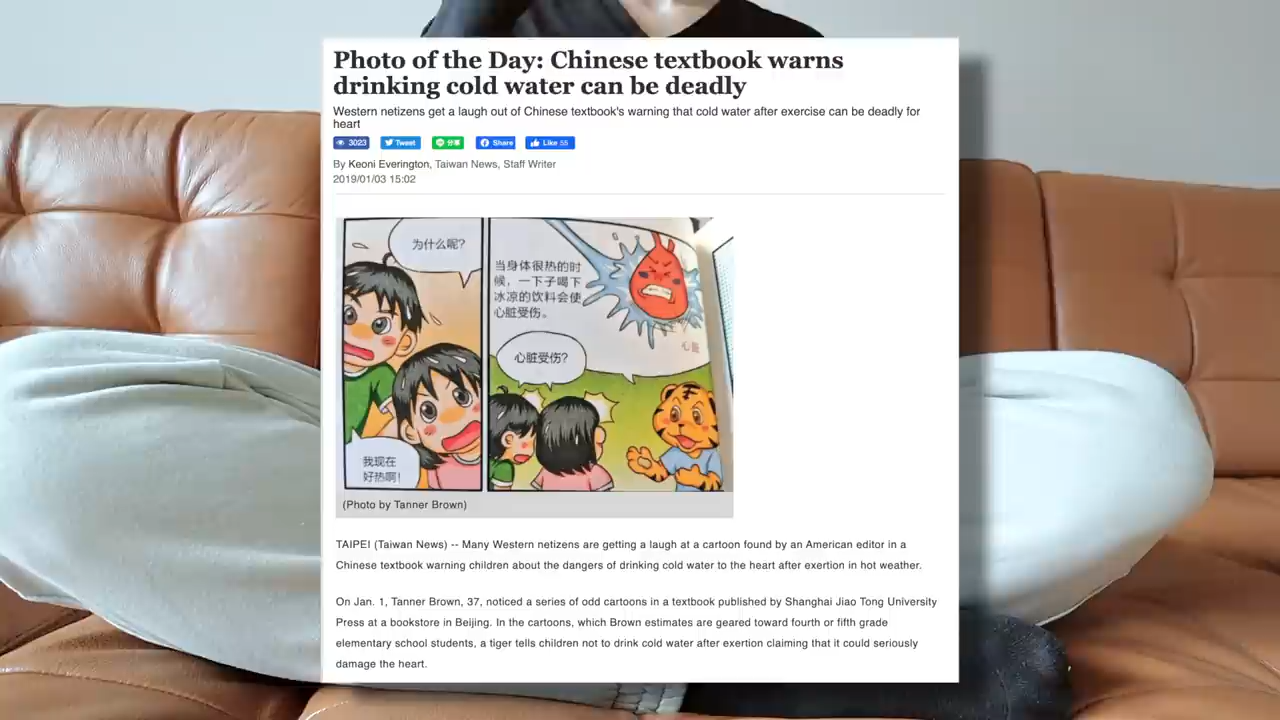 Photo of the Day: Chinese textbook warns
drinking cold water can be deadly
Western netizens get a laugh out of Chinese textbook's warning that cold water after exercise can be deadly for
heart
3023
Tweet
分享
Share
Like 55
By Keoni Everington, Taiwan News, Staff Writer
2019/01/03 15:02
为什么呢?
我现在
好热啊!
当身体很热的时
候，一下子喝下
冰凉的饮料会使
心脏受伤。
心脏
心脏受伤?
(Photo by Tanner Brown)
TAIPEI (Taiwan News) -- Many Western netizens are getting a laugh at a cartoon found by an American editor in a
Chinese textbook warning children about the dangers of drinking cold water to the heart after exertion in hot weather.
On Jan. 1, Tanner Brown, 37, noticed a series of odd cartoons in a textbook published by Shanghai Jiao Tong University
Press at a bookstore in Beijing. In the cartoons, which Brown estimates are geared toward fourth or fifth grade
elementary school students, a tiger tells children not to drink cold water after exertion claiming that it could seriously
damage the heart.